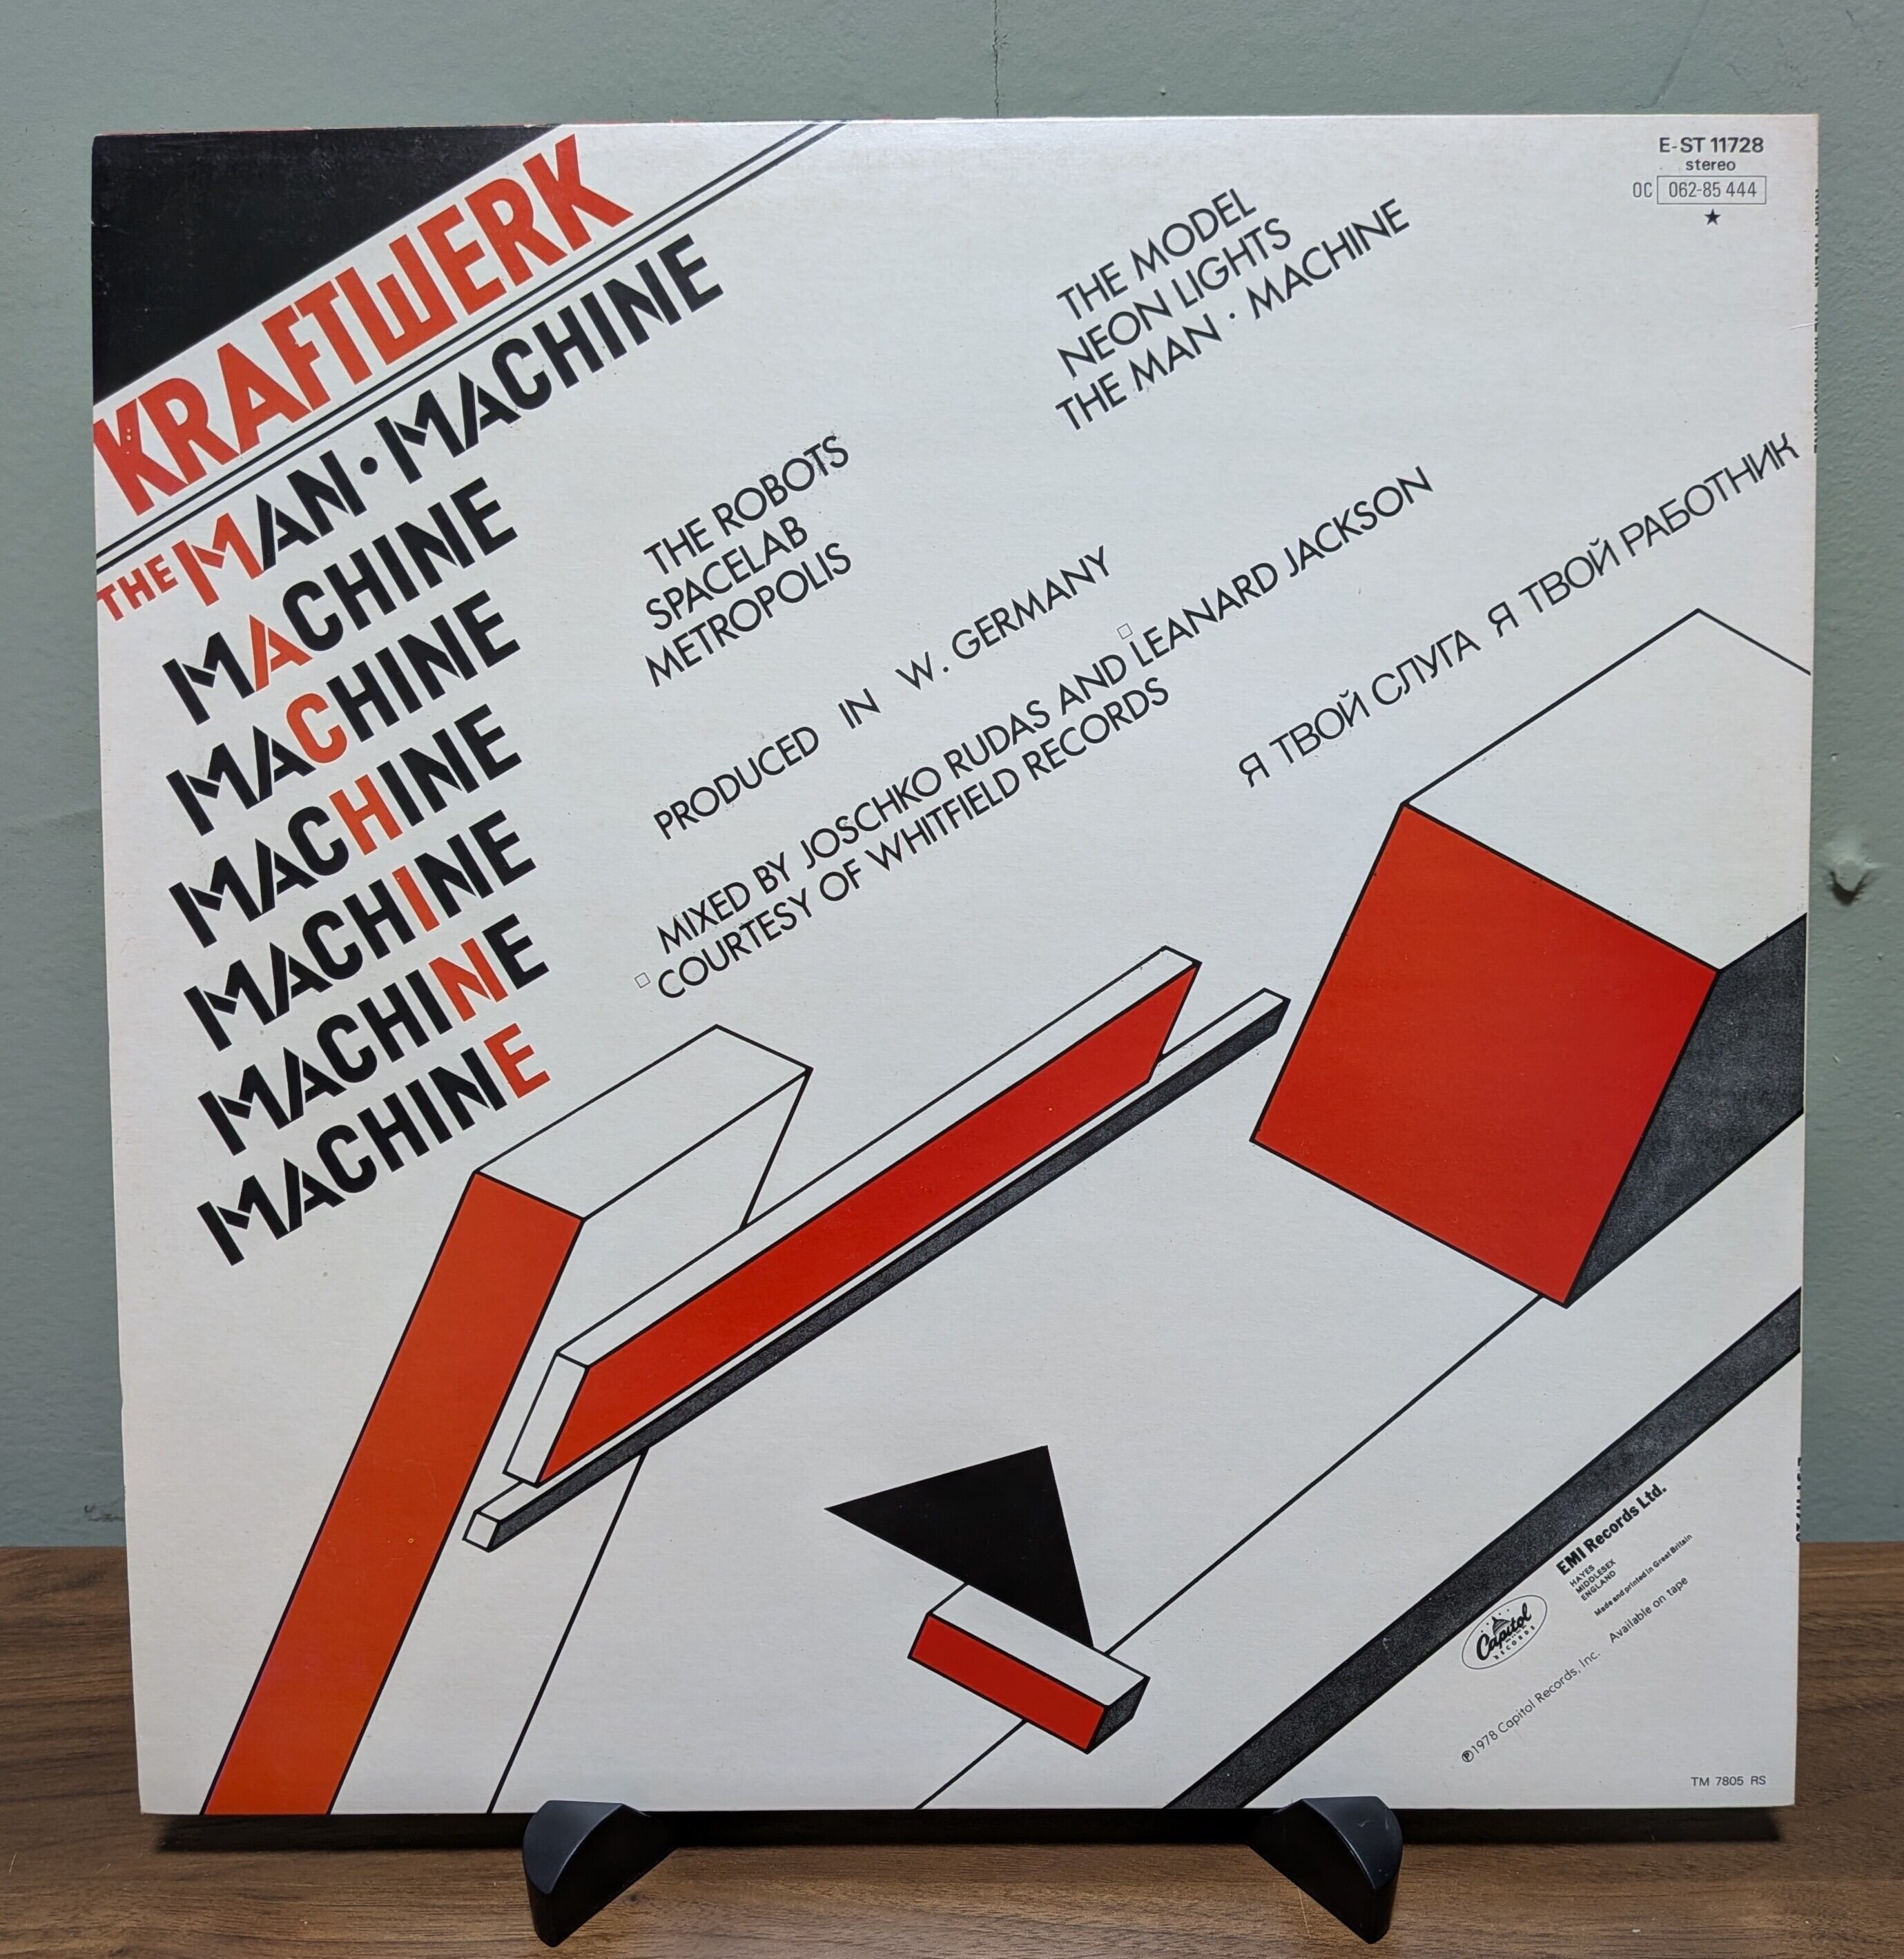 KRAFTWERK
THE MAN·MACHINE
MACHINE
MACHINE
MACHINE
MACHINE
MACHINE
MACHINE
E-ST 11728
stereo
OC 062-85 444
★
THE MODEL
NEON LIGHTS
THE MAN·MACHINE
THE ROBOTS
SPACELAB
METROPOLIS
PRODUCED IN W. GERMANY
MIXED BY JOSCHKO RUDAS AND □LEANARD JACKSON
□COURTESY OF WHITFIELD RECORDS
Я ТВОЙ СЛУГА Я ТВОЙ РАБОТНИК
EMI Records Ltd.
HAYES
MIDDLESEX
ENGLAND
Made and printed in Great Britain
Capitol
RECORDS
℗1978 Capitol Records, Inc. Available on tape
TM 7805 RS